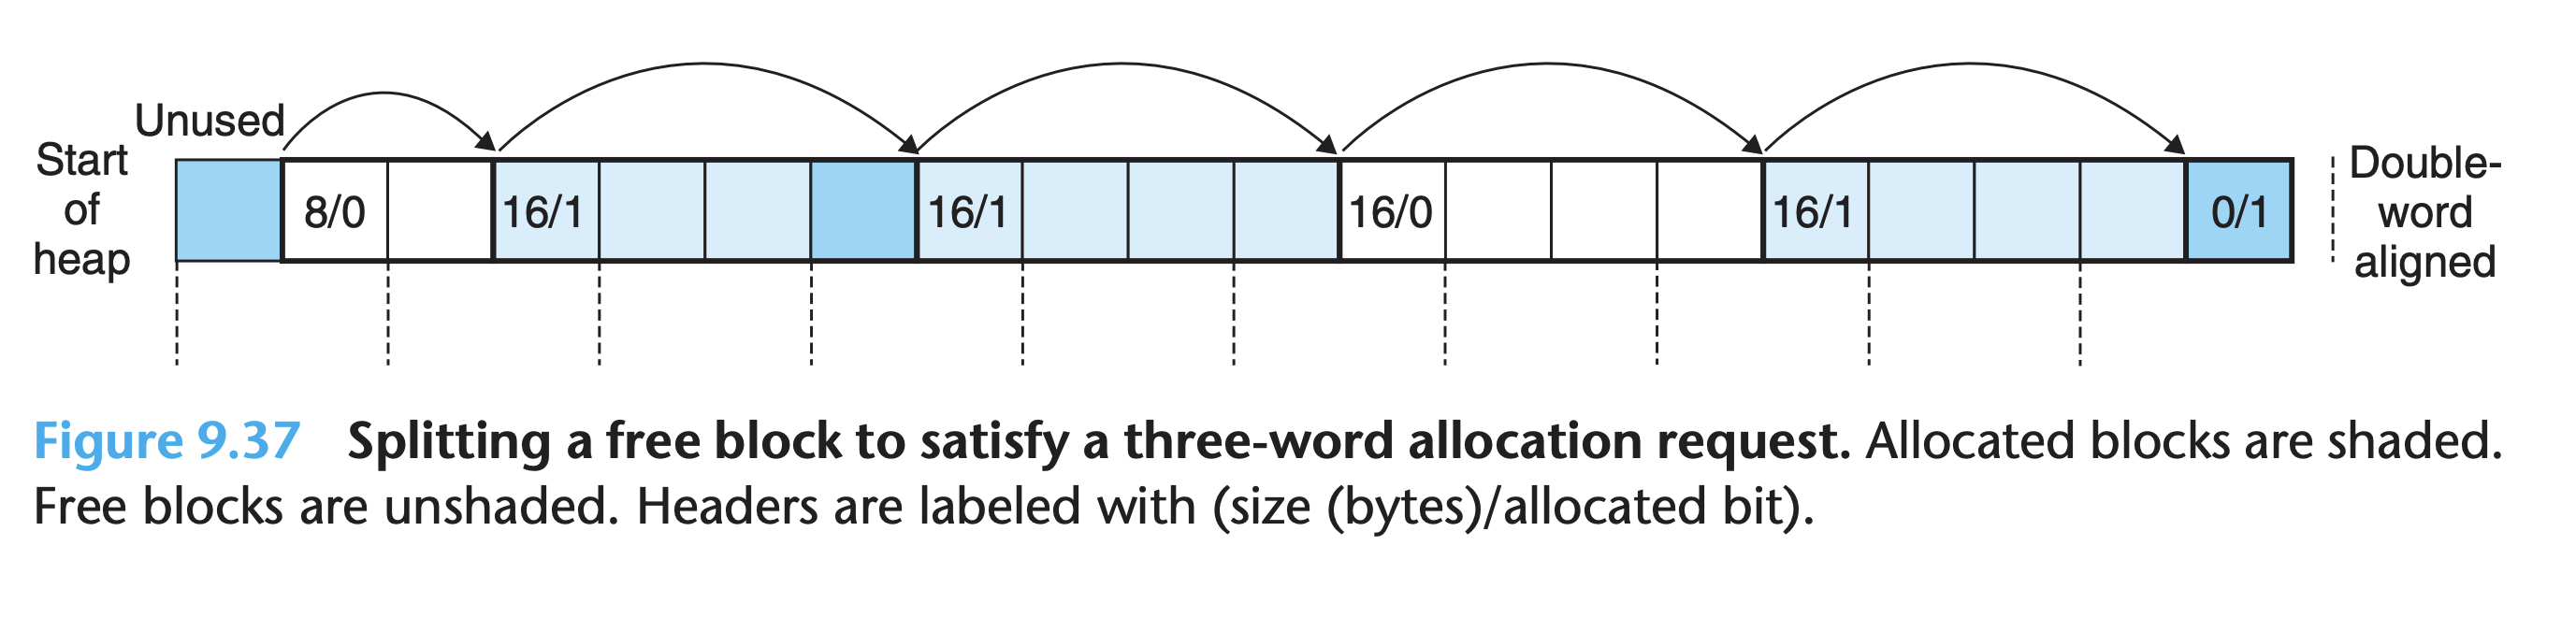 Unused
Start
of
heap
8/0 16/1 16/1 16/0 16/1 0/1
Double-
word
aligned
Figure 9.37 Splitting a free block to satisfy a three-word allocation request. Allocated blocks are shaded.
Free blocks are unshaded. Headers are labeled with (size (bytes)/allocated bit).